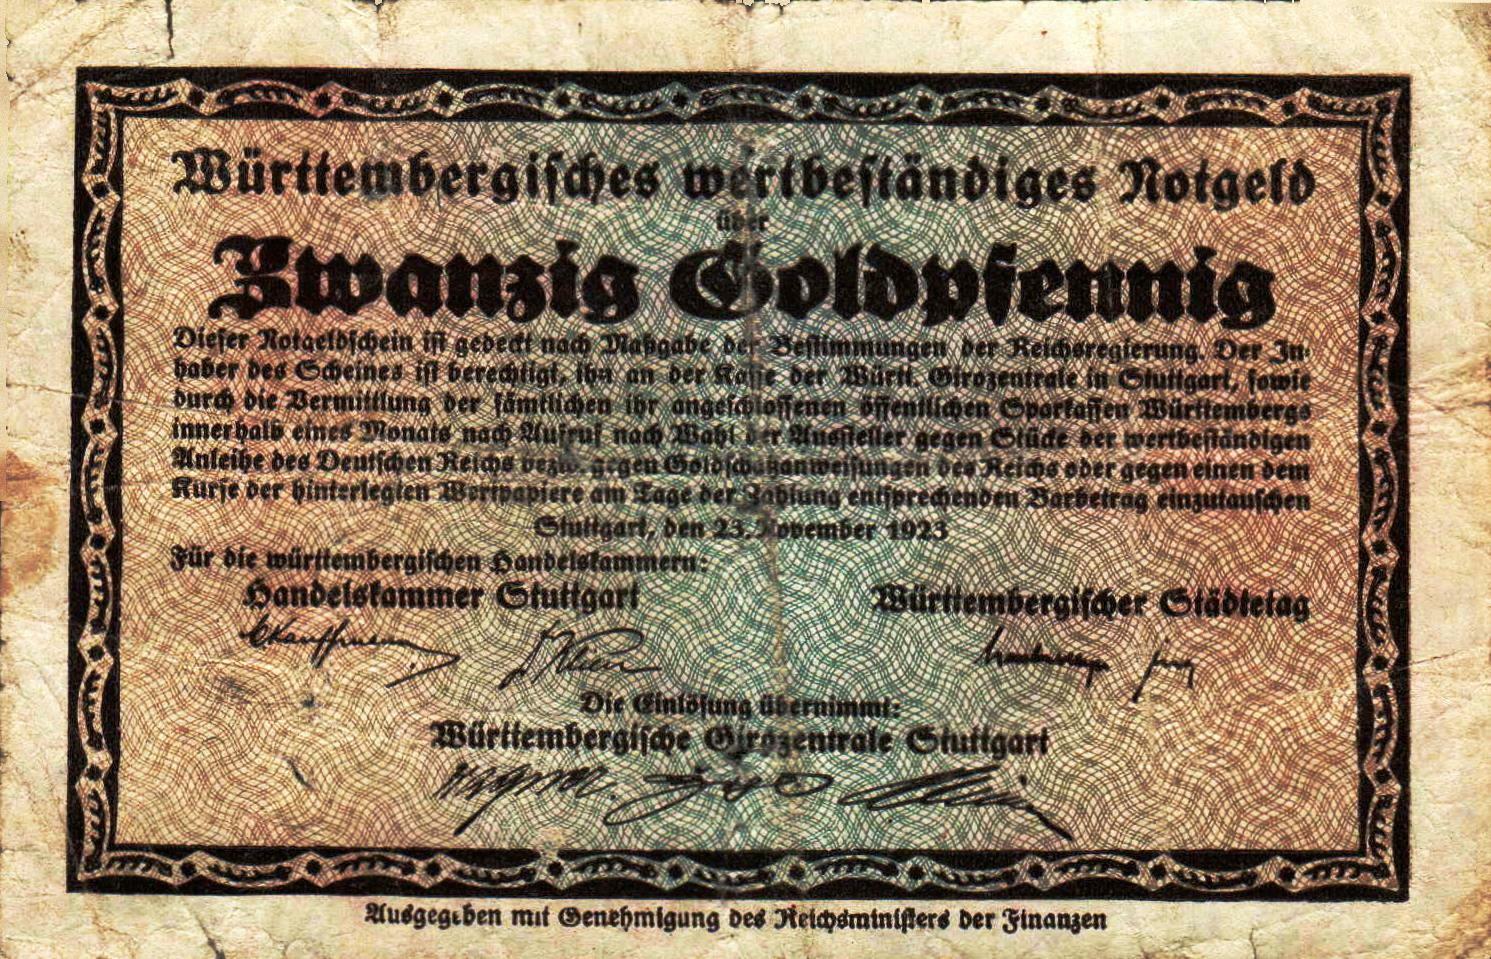 Württembergisches wertbeständiges Notgeld
über
Zwanzig Goldpfennig
Dieser Notgeldschein ist gedeckt nach Maßgabe der Bestimmungen der Reichsregierung. Der In-
haber des Scheines ist berechtigt, ihn an der Kasse der Württ. Girozentrale in Stuttgart, sowie
durch die Vermittlung der sämtlichen ihr angeschlossenen öffentlichen Sparkassen Württembergs
innerhalb eines Monats nach Aufruf nach Wahl der Aussteller gegen Stücke der wertbeständigen
Anleihe des Deutschen Reichs bezw. gegen Goldschatzanweisungen des Reichs oder gegen einen dem
Kurse der hinterlegten Wertpapiere am Tage der Zahlung entsprechenden Barbetrag einzutauschen
Stuttgart, den 23. November 1923
Für die württembergischen Handelskammern:
Handelskammer Stuttgart
Württembergischer Städtetag
Die Einlösung übernimmt:
Württembergische Girozentrale Stuttgart
Ausgegeben mit Genehmigung des Reichsministers der Finanzen